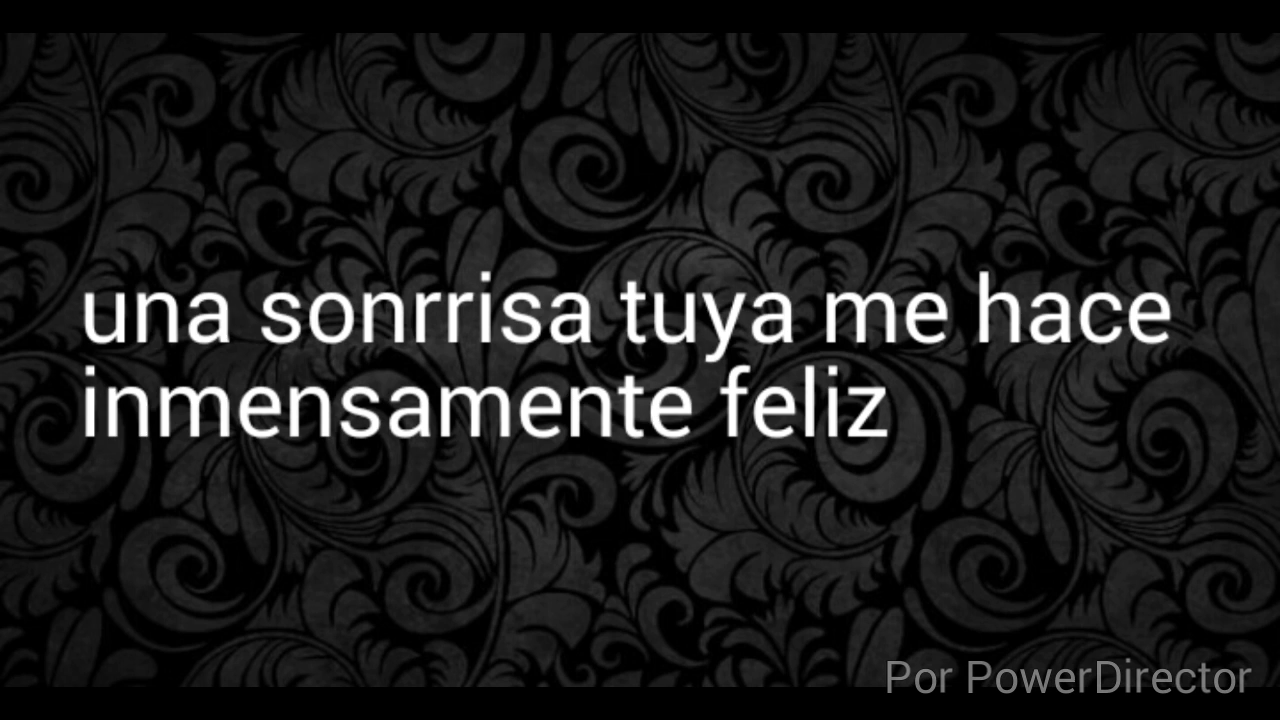 una sonrrisa tuya me hace
inmensamente feliz
Por PowerDirector